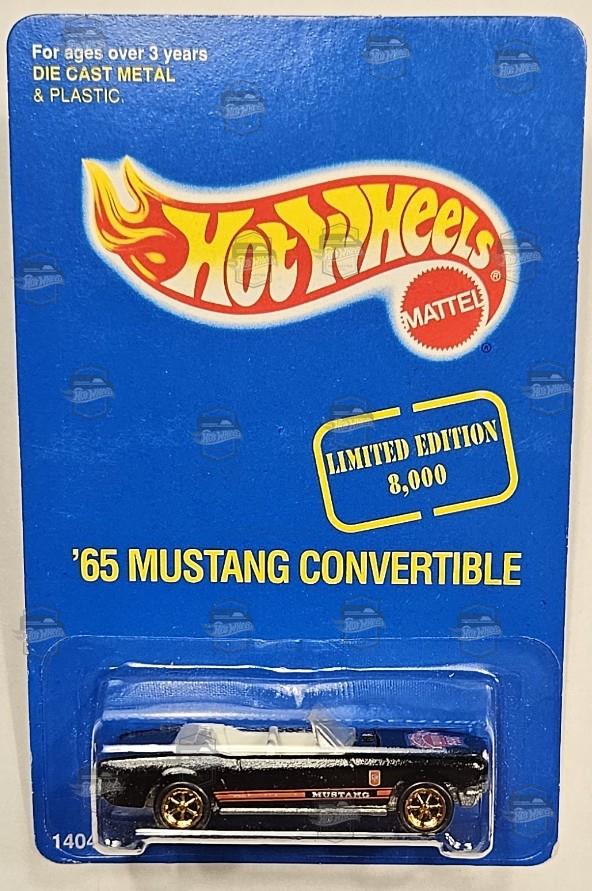 For ages over 3 years
DIE CAST METAL
& PLASTIC.
Hot Wheels®
MATTEL
®
LIMITED EDITION
8,000
'65 MUSTANG CONVERTIBLE
MUSTANG
1404